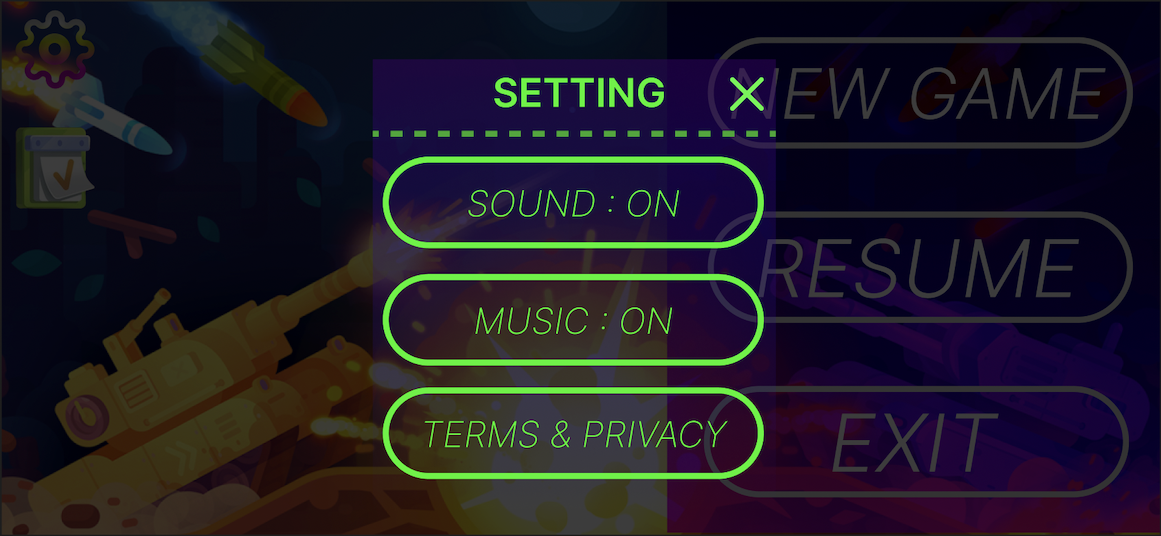 SETTING
SOUND : ON
MUSIC : ON
TERMS & PRIVACY
NEW GAME
RESUME
EXIT